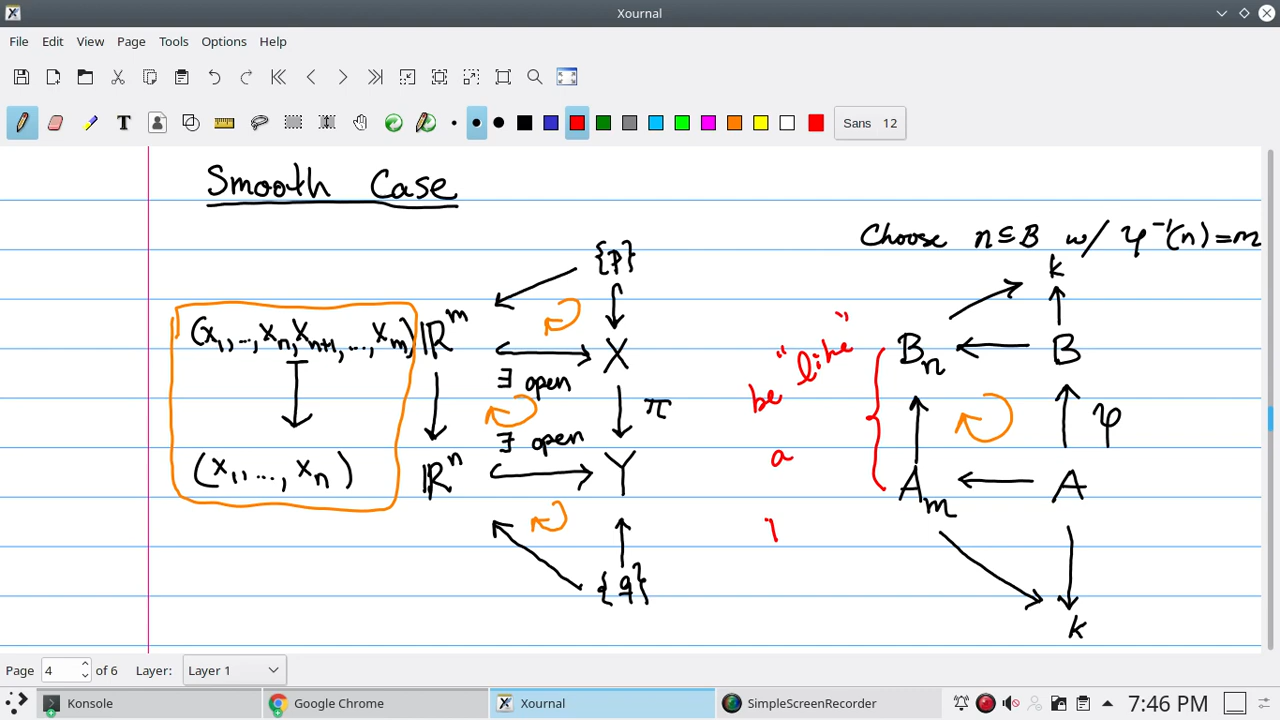 Xournal
File Edit View Page Tools Options Help
Sans 12
Smooth Case
Choose n ⊆ B w/ φ⁻¹(n) = m
{p} k
(x₁, ..., xₙ, xₙ₊₁, ..., xₘ) ℝᵐ X "like" Bₙ B
∃ open be
π φ
∃ open
(x₁, ..., xₙ) ℝⁿ Y a Aₘ A
{q}
k
Page 4 of 6 Layer: Layer 1
Konsole Google Chrome Xournal SimpleScreenRecorder 7:46 PM